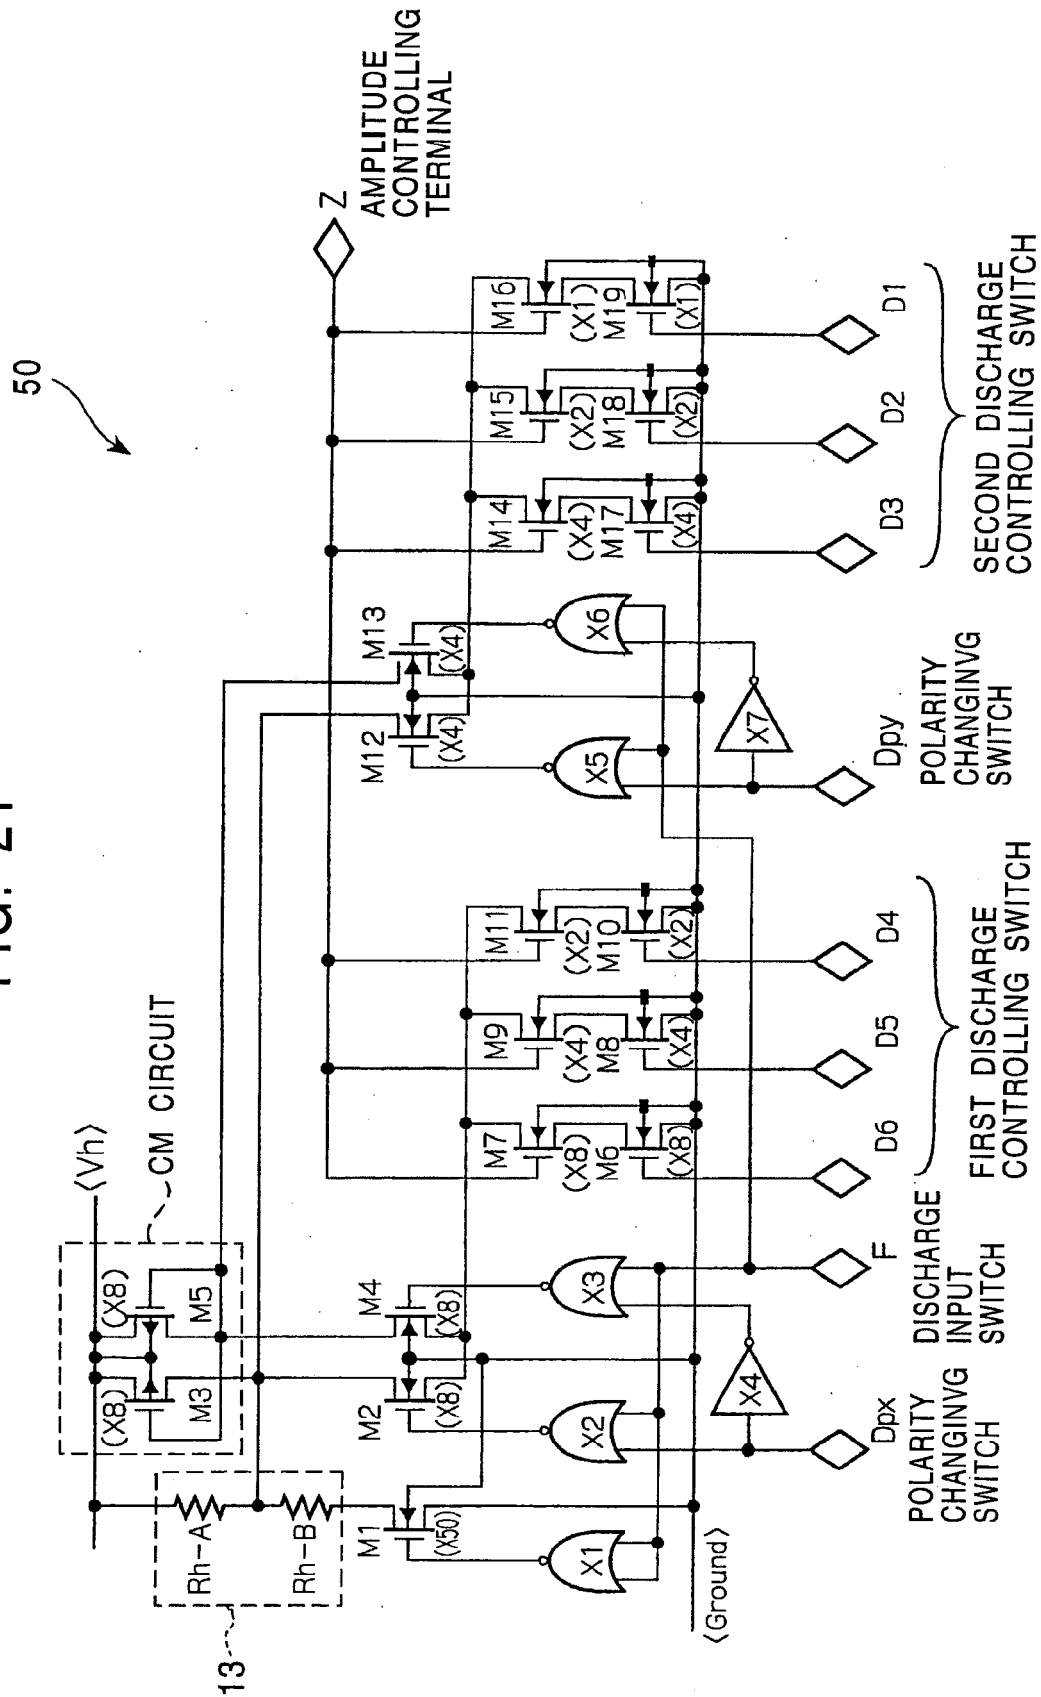 50
<Vh>
CM CIRCUIT
(X8)
M3
(X8)
M5
13
Rh-A
Rh-B
Z
AMPLITUDE
CONTROLLING
TERMINAL
M1
(X50)
M2
(X8)
M4
(X8)
M7
(X8)
M6
(X8)
M9
(X4)
M8
(X4)
M11
(X2)
M10
(X2)
M12
(X4)
M13
(X4)
M14
(X4)
M17
(X4)
M15
(X2)
M18
(X2)
M16
(X1)
M19
(X1)
X1
X2
X3
X4
X5
X6
X7
<Ground>
Dpx
POLARITY
CHANGINVG
SWITCH
F
DISCHARGE
INPUT
SWITCH
D6
D5
D4
FIRST DISCHARGE
CONTROLLING SWITCH
Dpy
POLARITY
CHANGINVG
SWITCH
D3
D2
D1
SECOND DISCHARGE
CONTROLLING SWITCH